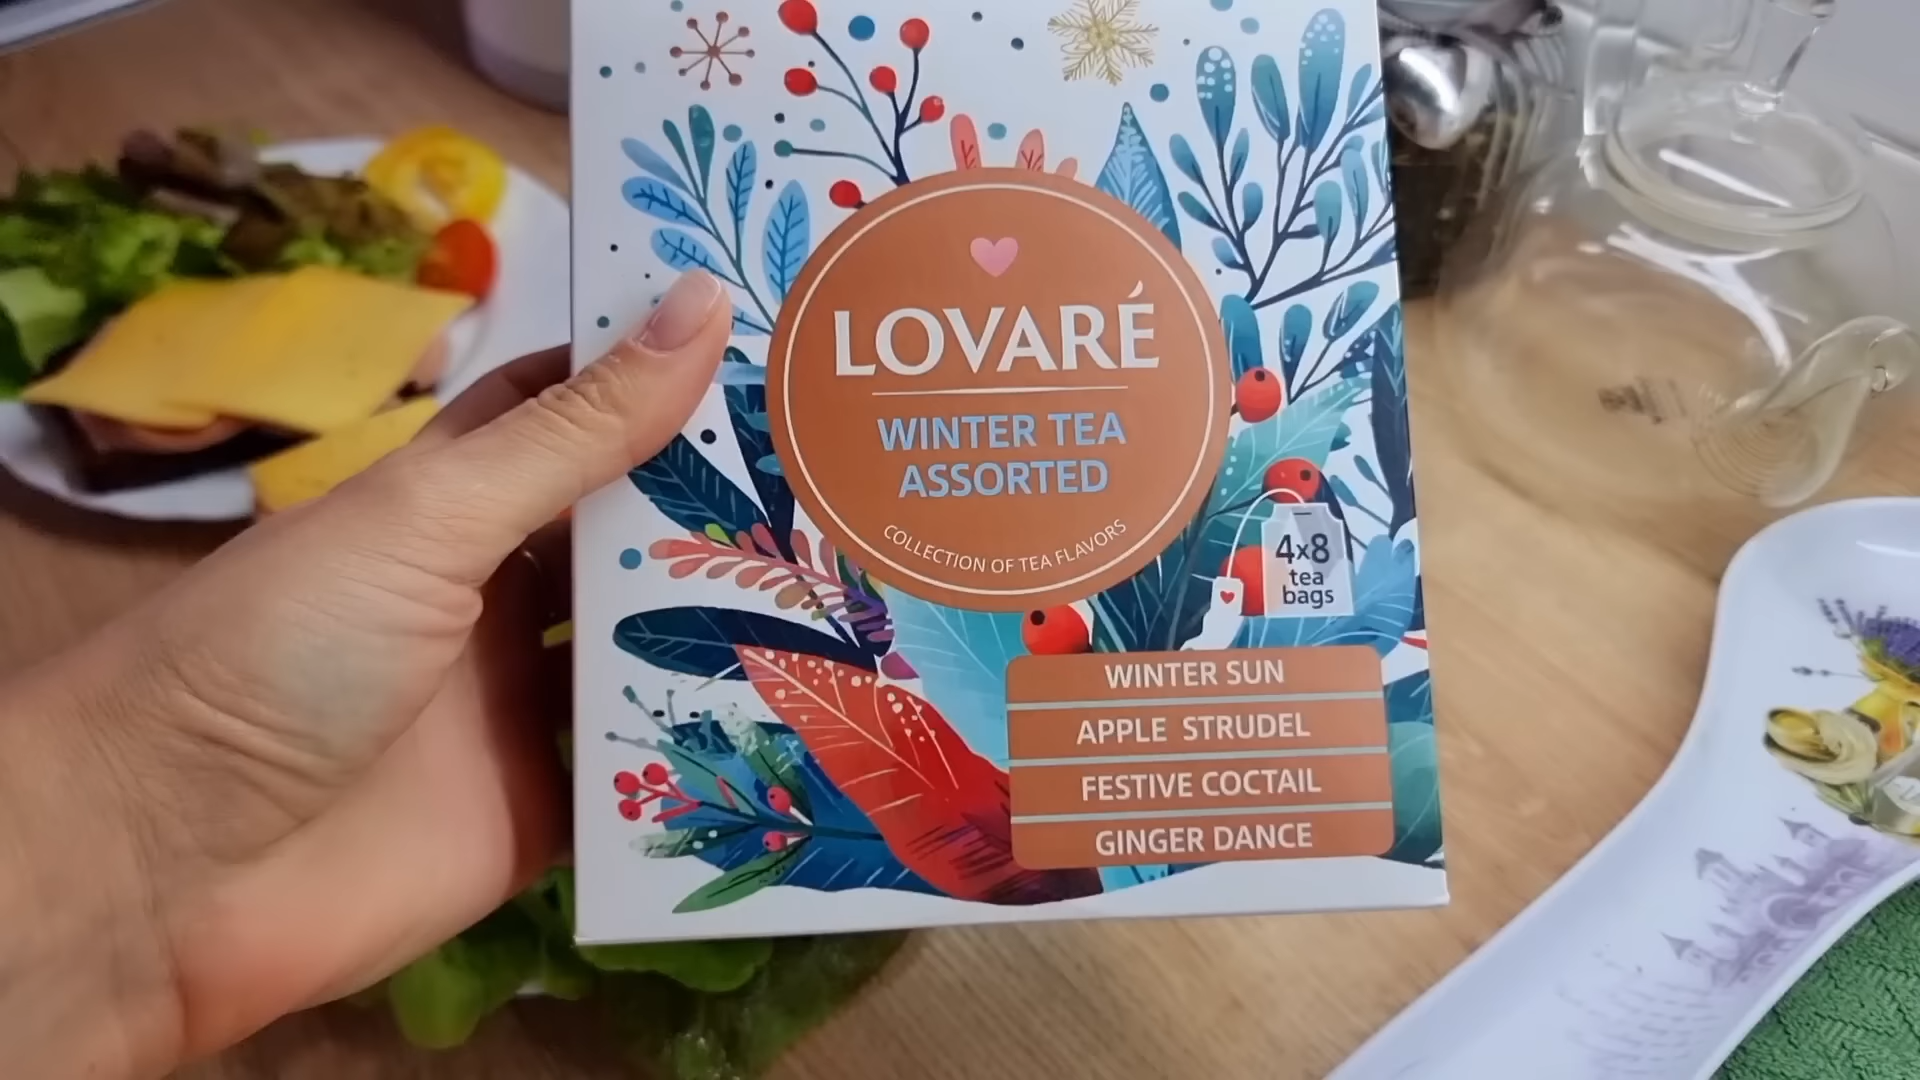 LOVARÉ
WINTER TEA
ASSORTED
COLLECTION OF TEA FLAVORS
4x8
tea
bags
WINTER SUN
APPLE STRUDEL
FESTIVE COCTAIL
GINGER DANCE